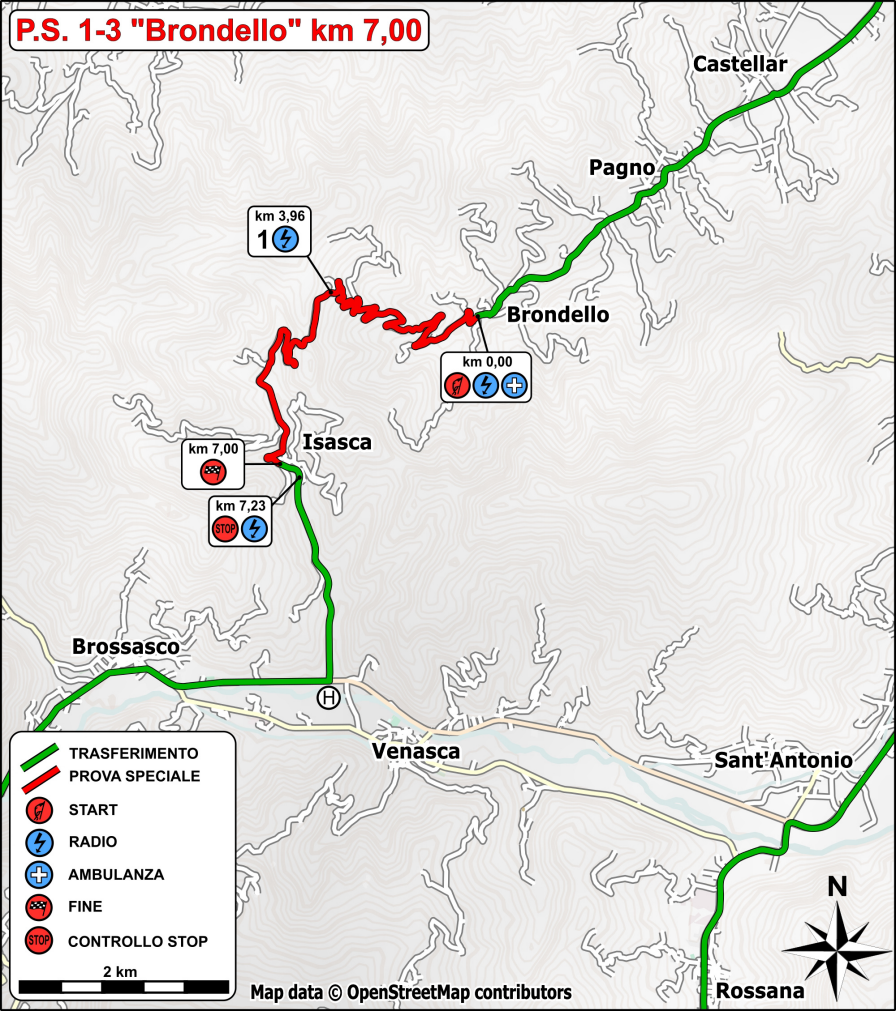 P.S. 1-3 "Brondello" km 7,00
Castellar
Pagno
km 3,96
1
Brondello
km 0,00
Isasca
km 7,00
km 7,23
STOP
Brossasco
H
Venasca
Sant'Antonio
TRASFERIMENTO
PROVA SPECIALE
START
RADIO
AMBULANZA
FINE
STOP CONTROLLO STOP
2 km
N
Map data © OpenStreetMap contributors
Rossana